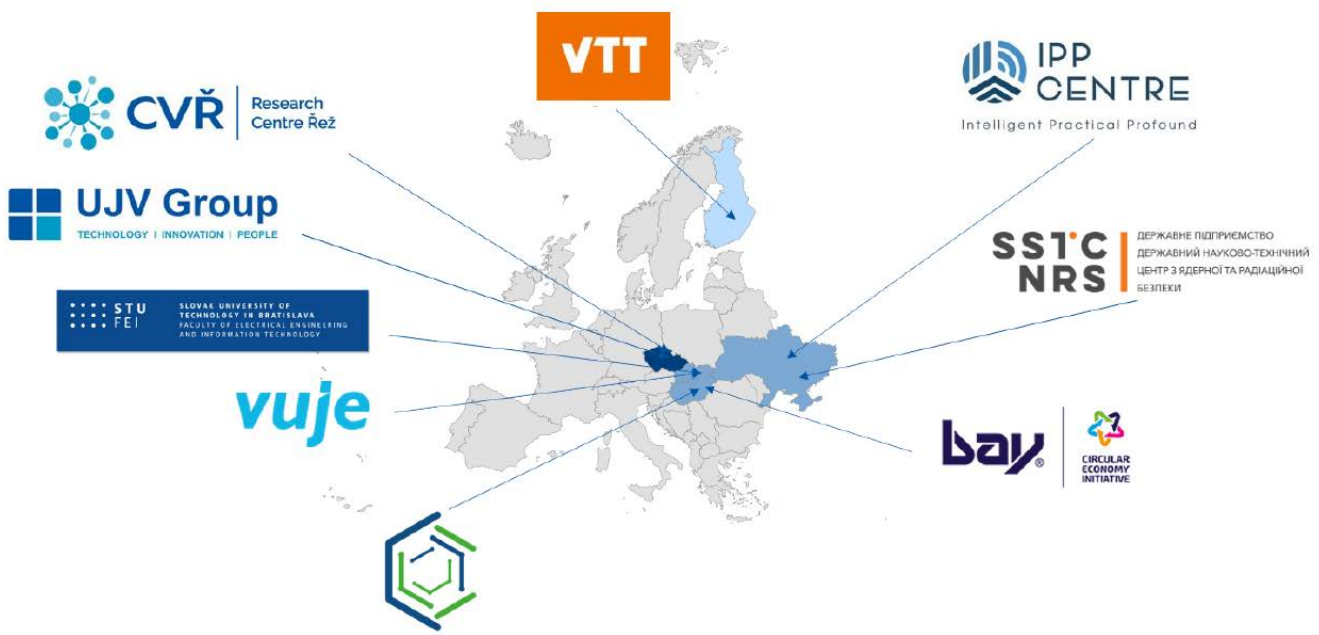 VTT
IPP
CENTRE
Intelligent Practical Profound
CVŘ
Research
Centre Řež
UJV Group
TECHNOLOGY | INNOVATION | PEOPLE
SSTC
NRS
ДЕРЖАВНЕ ПІДПРИЄМСТВО
ДЕРЖАВНИЙ НАУКОВО-ТЕХНІЧНИЙ
ЦЕНТР З ЯДЕРНОЇ ТА РАДІАЦІЙНОЇ
БЕЗПЕКИ
STU
FEI
SLOVAK UNIVERSITY OF
TECHNOLOGY IN BRATISLAVA
FACULTY OF ELECTRICAL ENGINEERING
AND INFORMATION TECHNOLOGY
vuje
bay®
CIRCULAR
ECONOMY
INITIATIVE